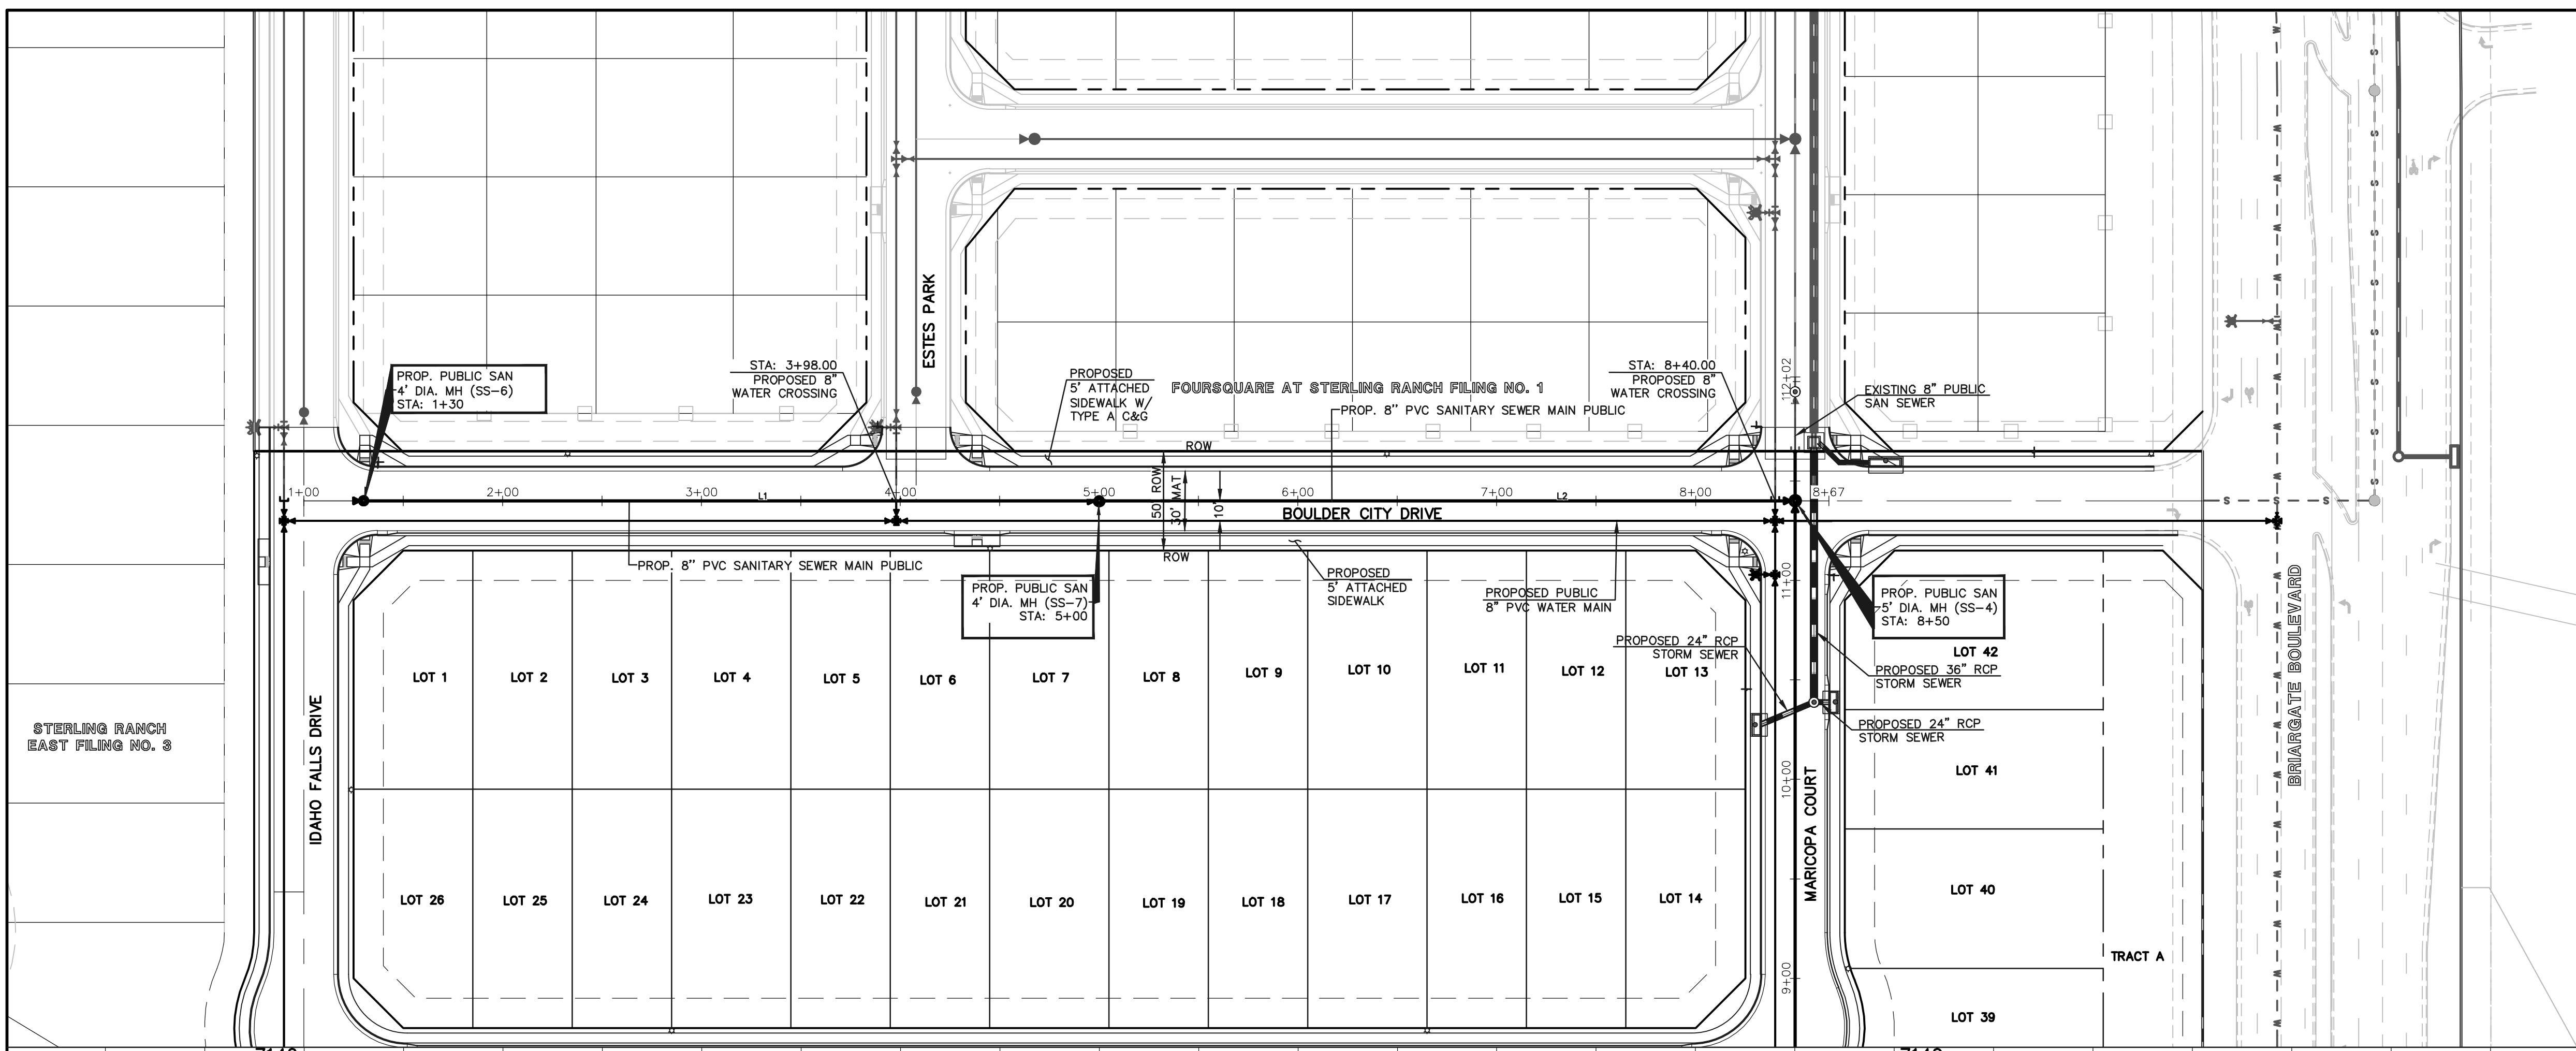 PROP. PUBLIC SAN
4' DIA. MH (SS-6)
STA: 1+30
STA: 3+98.00
PROPOSED 8"
WATER CROSSING
ESTES PARK
PROPOSED
5' ATTACHED
SIDEWALK W/
TYPE A C&G
FOURSQUARE AT STERLING RANCH FILING NO. 1
PROP. 8" PVC SANITARY SEWER MAIN PUBLIC
STA: 8+40.00
PROPOSED 8"
WATER CROSSING
12+02
EXISTING 8" PUBLIC
SAN SEWER
ROW
50' ROW
30' MAT
10'
1+00
2+00
3+00
L1
4+00
5+00
6+00
7+00
L2
8+00
8+67
BOULDER CITY DRIVE
ROW
PROP. 8" PVC SANITARY SEWER MAIN PUBLIC
PROP. PUBLIC SAN
4' DIA. MH (SS-7)
STA: 5+00
PROPOSED
5' ATTACHED
SIDEWALK
PROPOSED PUBLIC
8" PVC WATER MAIN
11+00
PROP. PUBLIC SAN
5' DIA. MH (SS-4)
STA: 8+50
PROPOSED 24" RCP
STORM SEWER
LOT 42
PROPOSED 36" RCP
STORM SEWER
PROPOSED 24" RCP
STORM SEWER
LOT 1
LOT 2
LOT 3
LOT 4
LOT 5
LOT 6
LOT 7
LOT 8
LOT 9
LOT 10
LOT 11
LOT 12
LOT 13
STERLING RANCH
EAST FILING NO. 3
IDAHO FALLS DRIVE
10+00
MARICOPA COURT
LOT 41
BRIARGATE BOULEVARD
LOT 26
LOT 25
LOT 24
LOT 23
LOT 22
LOT 21
LOT 20
LOT 19
LOT 18
LOT 17
LOT 16
LOT 15
LOT 14
LOT 40
9+00
TRACT A
LOT 39
S
S
S
W
W
W
W
W
W
W
W
S
S
S
S
S